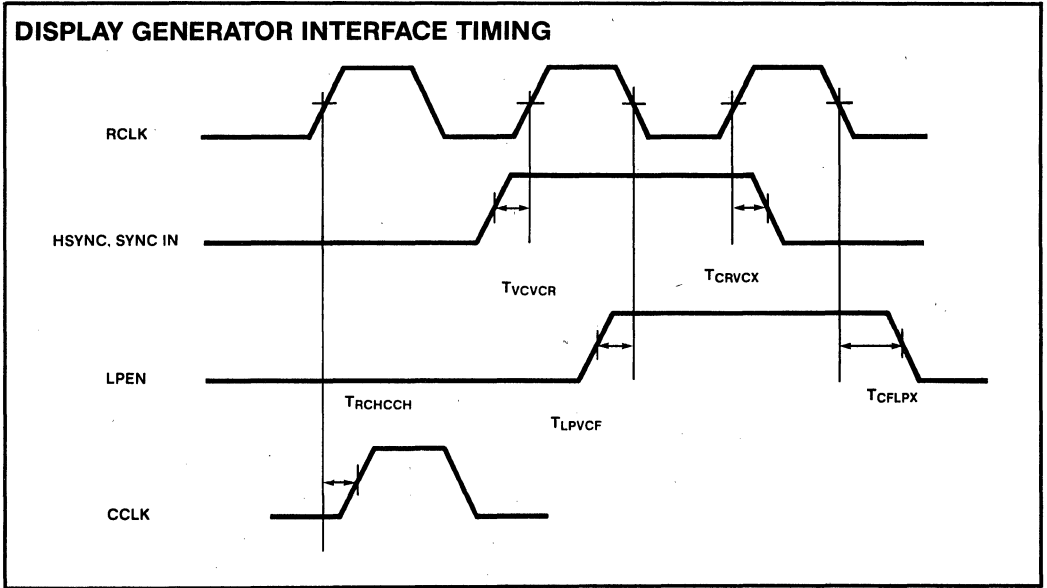 DISPLAY GENERATOR INTERFACE TIMING
RCLK
HSYNC, SYNC IN
TVCVCR
TCRVCX
LPEN
TRCHCCH
TLPVCF
TCFLPX
CCLK